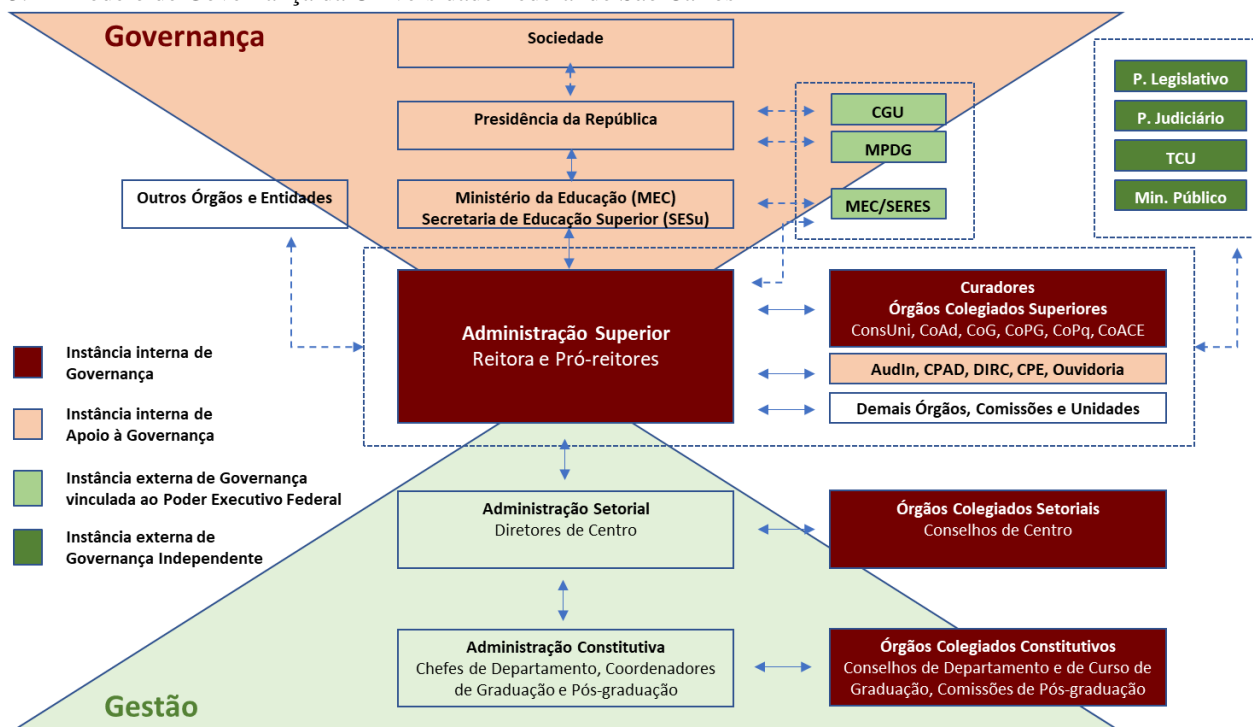 Governança
Sociedade
Presidência da República
Ministério da Educação (MEC)
Secretaria de Educação Superior (SESu)
Outros Órgãos e Entidades
CGU
MPDG
MEC/SERES
P. Legislativo
P. Judiciário
TCU
Min. Público
Administração Superior
Reitora e Pró-reitores
Curadores
Órgãos Colegiados Superiores
ConsUni, CoAd, CoG, CoPG, CoPq, CoACE
AudIn, CPAD, DIRC, CPE, Ouvidoria
Demais Órgãos, Comissões e Unidades
Instância interna de
Governança
Instância interna de
Apoio à Governança
Instância externa de Governança
vinculada ao Poder Executivo Federal
Instância externa de
Governança Independente
Administração Setorial
Diretores de Centro
Órgãos Colegiados Setoriais
Conselhos de Centro
Administração Constitutiva
Chefes de Departamento, Coordenadores
de Graduação e Pós-graduação
Órgãos Colegiados Constitutivos
Conselhos de Departamento e de Curso de
Graduação, Comissões de Pós-graduação
Gestão